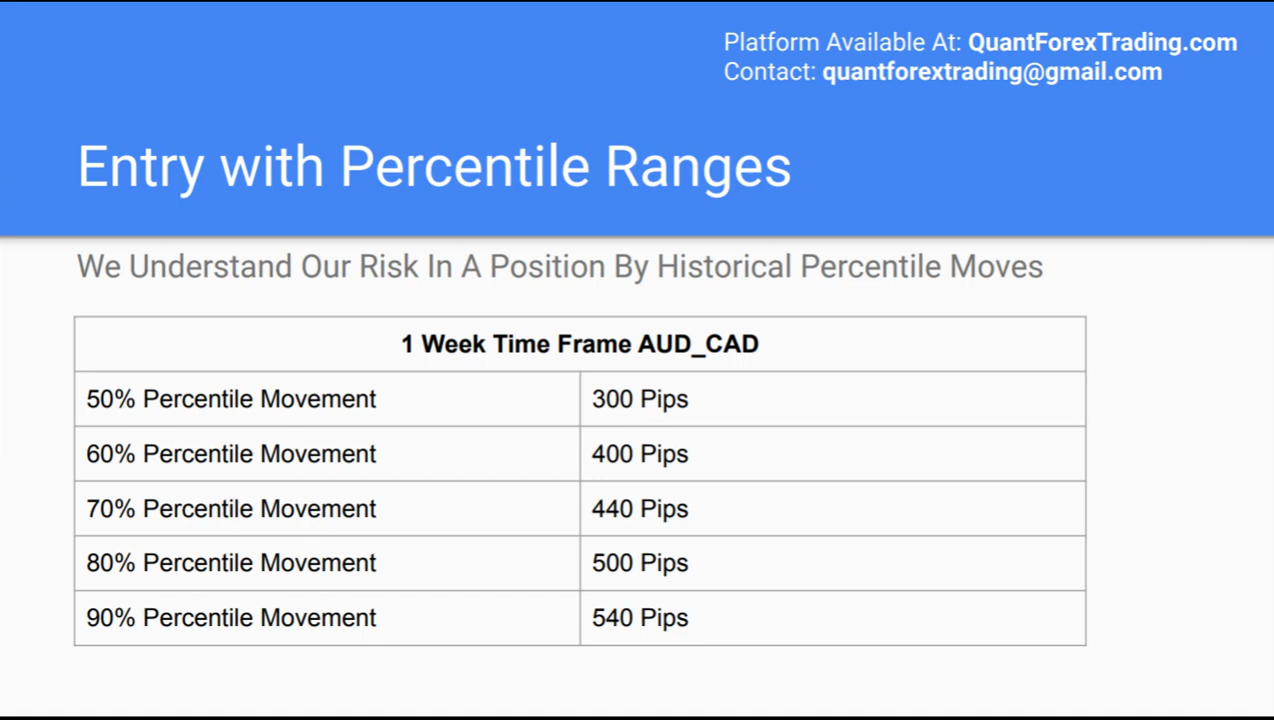 Platform Available At: QuantForexTrading.com
Contact: quantforextrading@gmail.com
Entry with Percentile Ranges
We Understand Our Risk In A Position By Historical Percentile Moves
1 Week Time Frame AUD_CAD
50% Percentile Movement 300 Pips
60% Percentile Movement 400 Pips
70% Percentile Movement 440 Pips
80% Percentile Movement 500 Pips
90% Percentile Movement 540 Pips